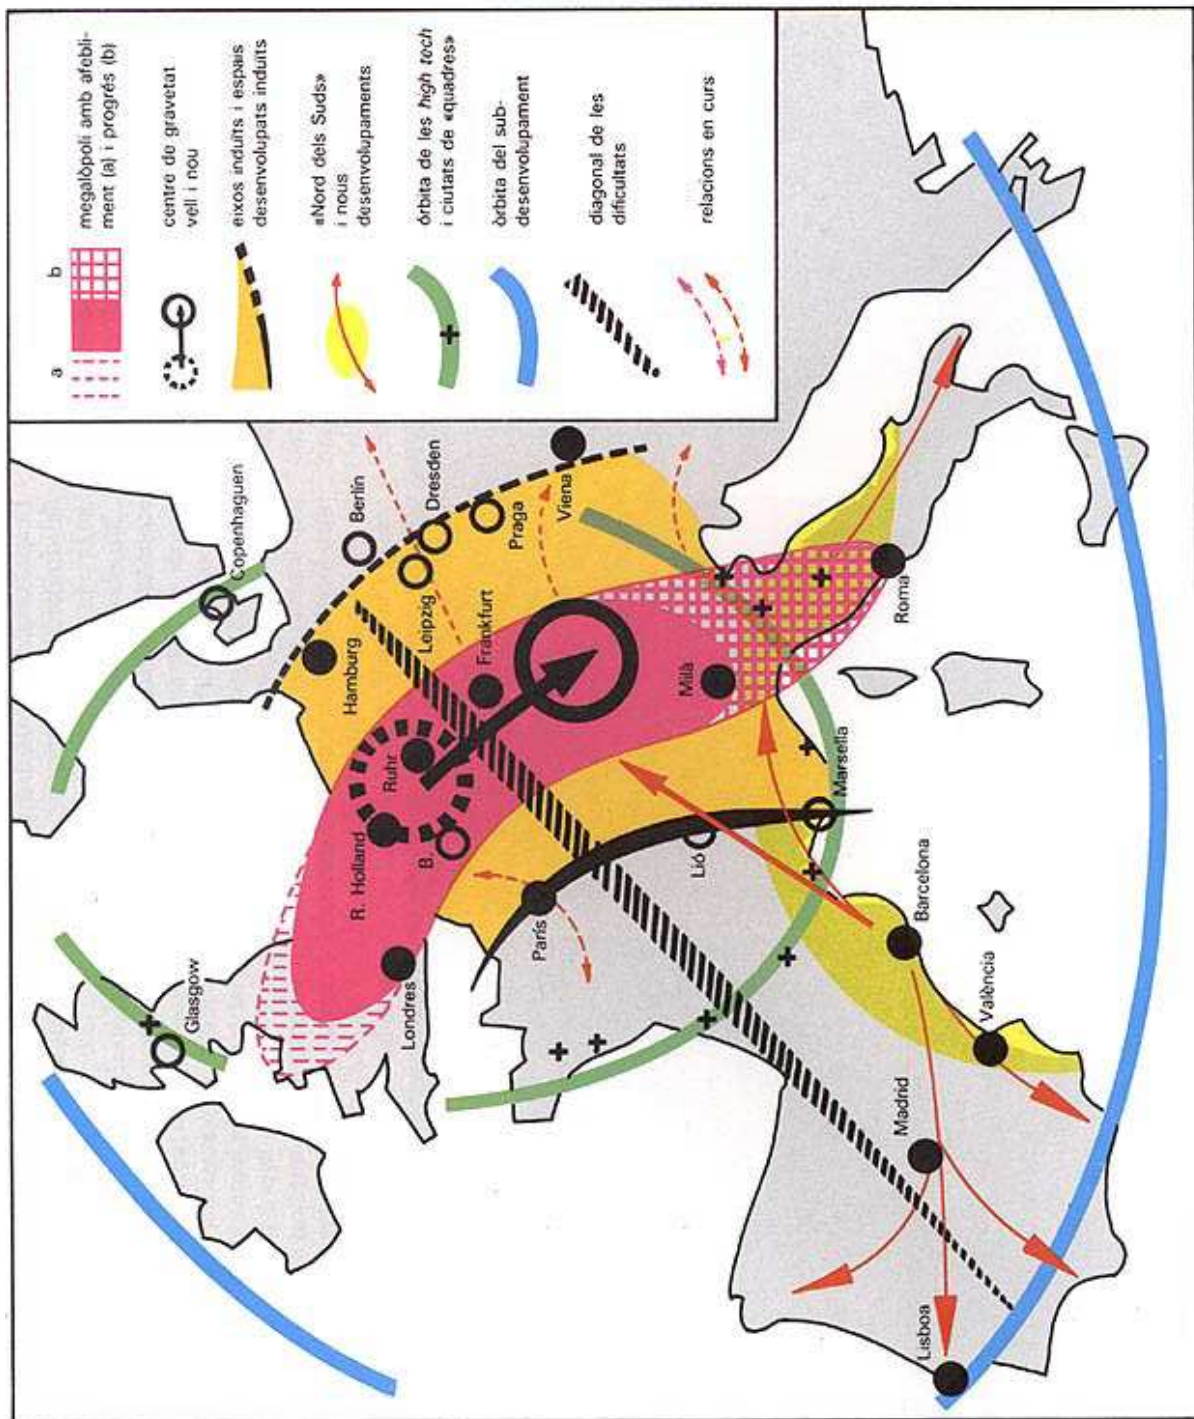 a
b
megalòpoli amb afebli-
ment (a) i progrés (b)
centre de gravetat
vell i nou
eixos induïts i espais
desenvolupats induïts
«Nord dels Suds»
i nous
desenvolupaments
órbita de les high tech
i ciutats de «quadres»
òrbita del sub-
desenvolupament
diagonal de les
dificultats
relacions en curs
Glasgow
Copenhaguen
Londres
R. Holland
Ruhr
B.
Hamburg
Berlín
Leipzig
Dresden
Frankfurt
Praga
Viena
París
Lió
Milà
Marsella
Roma
Barcelona
València
Madrid
Lisboa